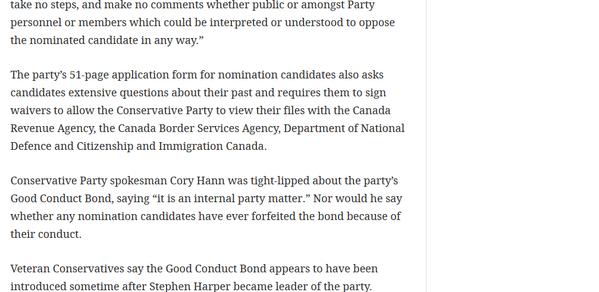 take no steps, and make no comments whether public or amongst Party
personnel or members which could be interpreted or understood to oppose
the nominated candidate in any way.”
The party’s 51-page application form for nomination candidates also asks
candidates extensive questions about their past and requires them to sign
waivers to allow the Conservative Party to view their files with the Canada
Revenue Agency, the Canada Border Services Agency, Department of National
Defence and Citizenship and Immigration Canada.
Conservative Party spokesman Cory Hann was tight-lipped about the party’s
Good Conduct Bond, saying “it is an internal party matter.” Nor would he say
whether any nomination candidates have ever forfeited the bond because of
their conduct.
Veteran Conservatives say the Good Conduct Bond appears to have been
introduced sometime after Stephen Harper became leader of the party.